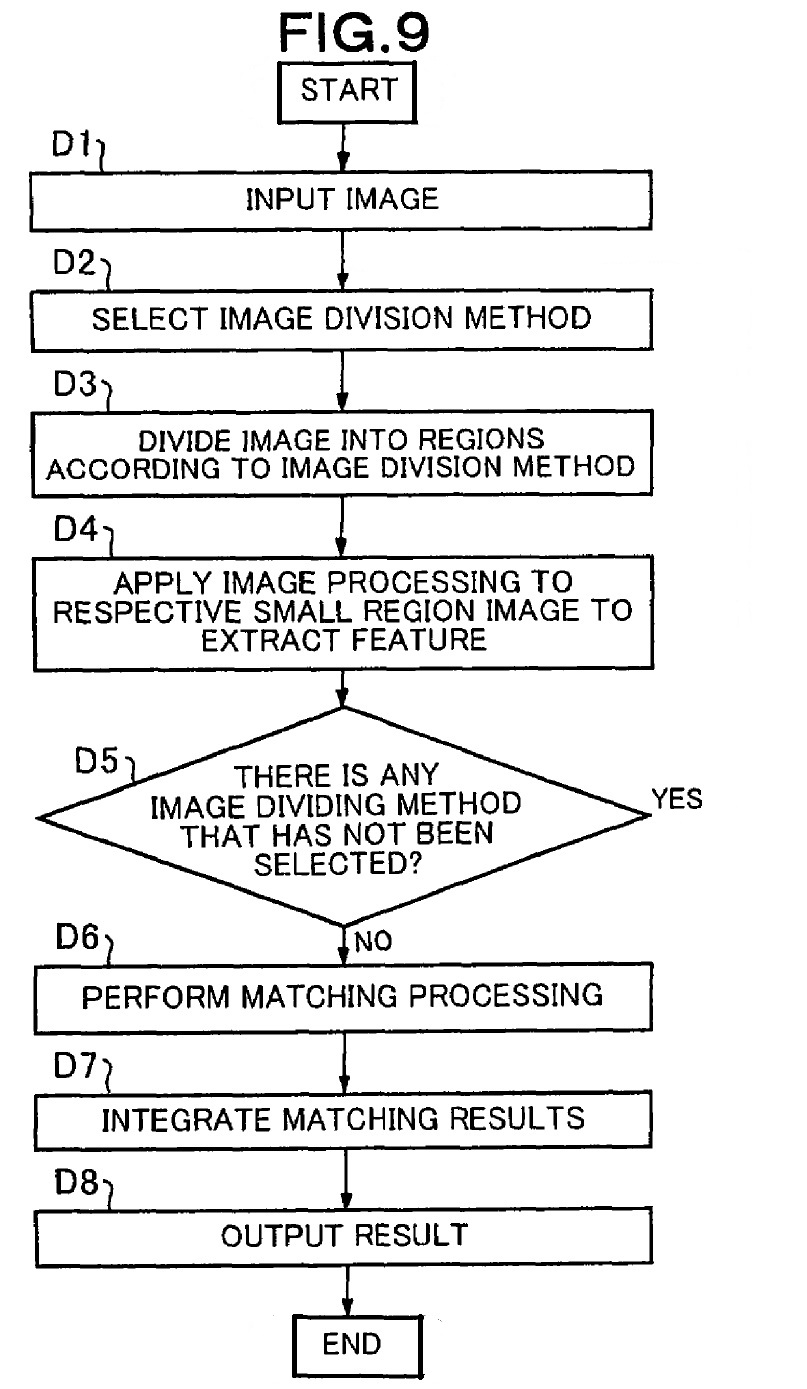 FIG.9
START
D1
INPUT IMAGE
D2
SELECT IMAGE DIVISION METHOD
D3
DIVIDE IMAGE INTO REGIONS
ACCORDING TO IMAGE DIVISION METHOD
D4
APPLY IMAGE PROCESSING TO
RESPECTIVE SMALL REGION IMAGE TO
EXTRACT FEATURE
D5
THERE IS ANY
IMAGE DIVIDING METHOD
THAT HAS NOT BEEN
SELECTED?
YES
NO
D6
PERFORM MATCHING PROCESSING
D7
INTEGRATE MATCHING RESULTS
D8
OUTPUT RESULT
END